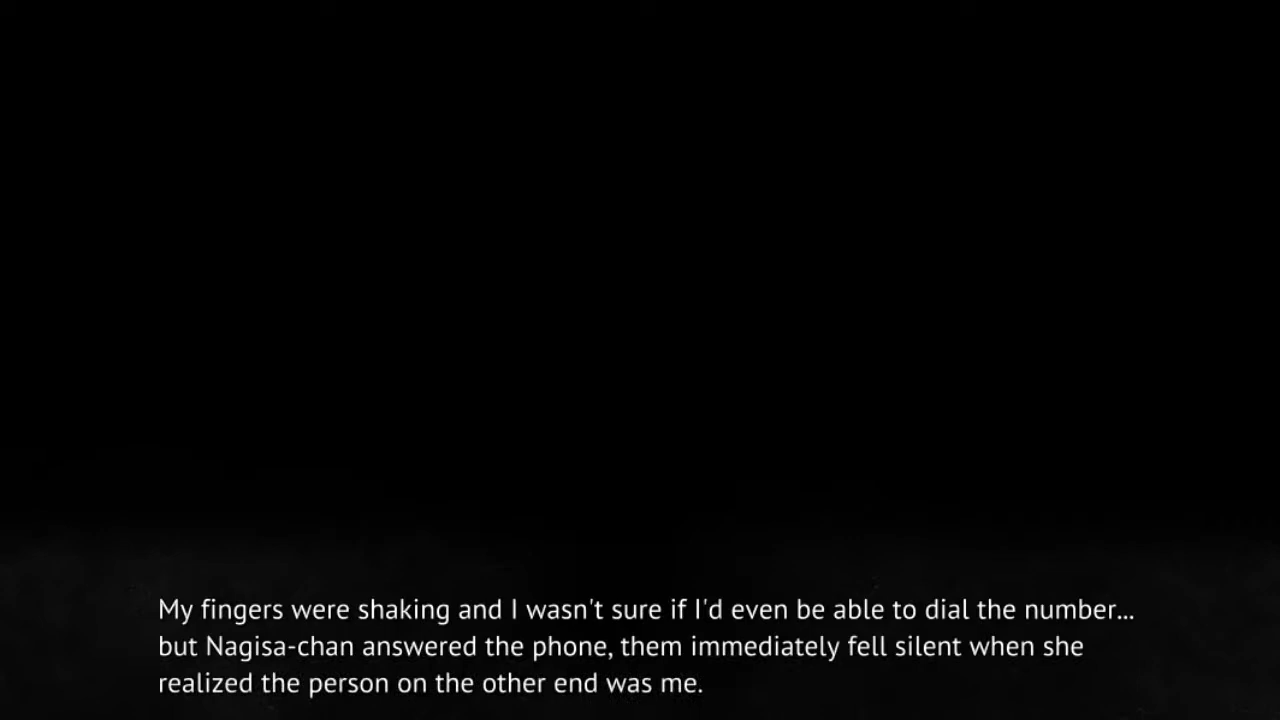 My fingers were shaking and I wasn't sure if I'd even be able to dial the number...
but Nagisa-chan answered the phone, them immediately fell silent when she
realized the person on the other end was me.